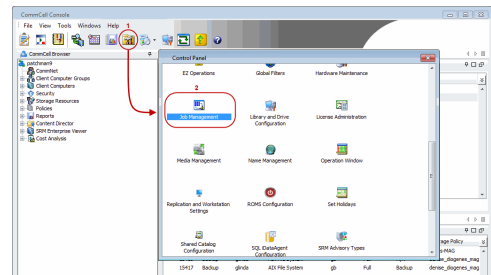 CommCell Console
File View Tools Windows Help 1
CommCell Browser
patchman9
CommNet
Client Computer Groups
Client Computers
Security
Storage Resources
Policies
Reports
Content Director
SRM Enterprise Viewer
Cost Analysis
Control Panel
EZ Operations Global Filters Hardware Maintenance
2
Job Management Library and Drive Configuration License Administration
Media Management Name Management Operation Window
Replication and Workstation Settings ROMS Configuration Set Holidays
Shared Catalog Configuration SQL iDataAgent Configuration SRM Advisory Types
rage Policy
s-MAG
denise_diogenes_mag
15417 Backup glinda AIX File System gb Full Backup denise_diogenes_mag